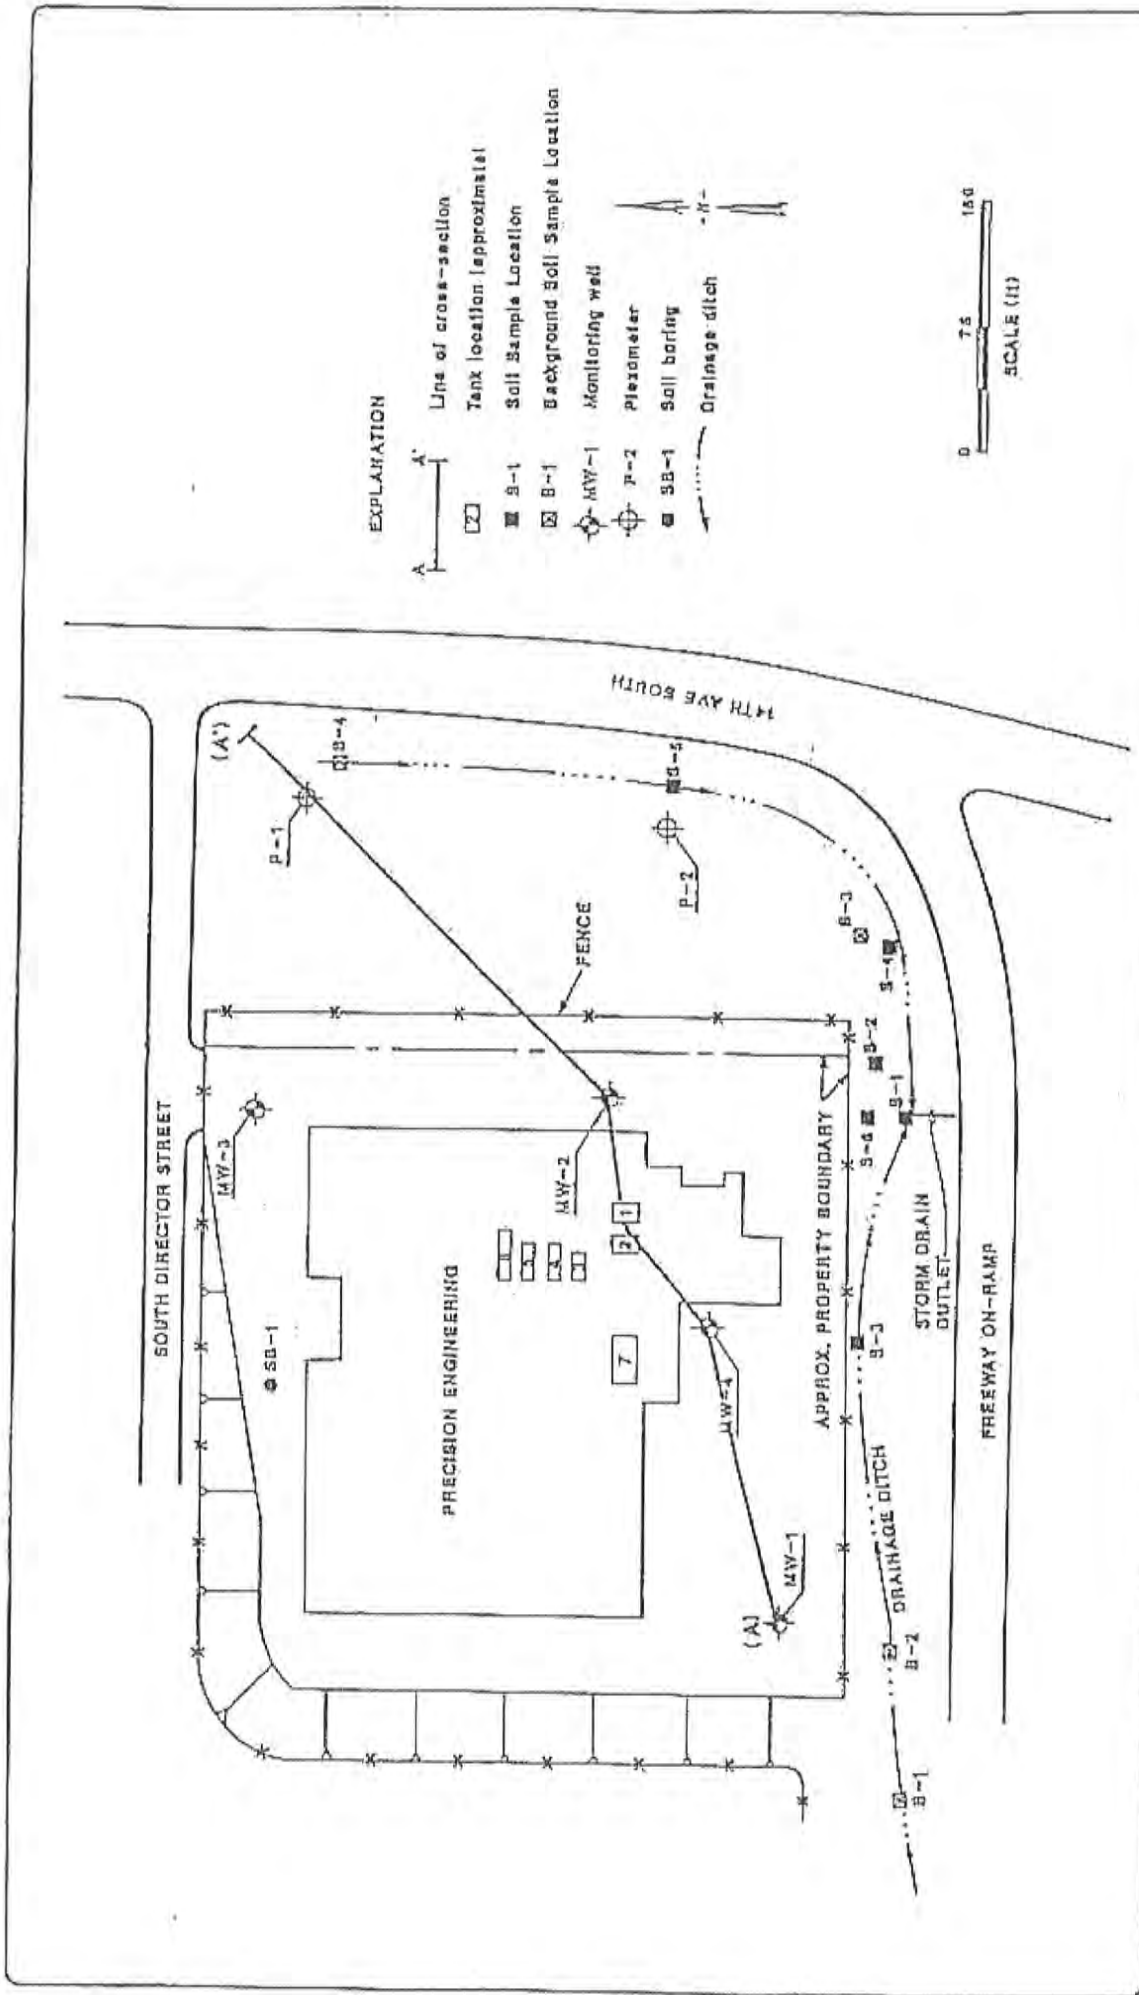 SOUTH DIRECTOR STREET
(A')
P-1
B-4
MW-3
SB-1
FENCE
14TH AVE SOUTH
P-2
PRECISION ENGINEERING
MW-2
1
2
7
MW-4
(A)
MW-1
APPROX. PROPERTY BOUNDARY
B-3
S-4
S-2
S-1
S-3
STORM DRAIN
OUTLET
DRAINAGE DITCH
B-2
B-1
FREEWAY ON-RAMP
EXPLANATION
A A' Line of cross-section
2 Tank location (approximate)
S-1 Soil Sample Location
B-1 Background Soil Sample Location
MW-1 Monitoring well
P-2 Piezometer
SB-1 Soil boring
Drainage ditch
-N-
0 75 150
SCALE (ft)